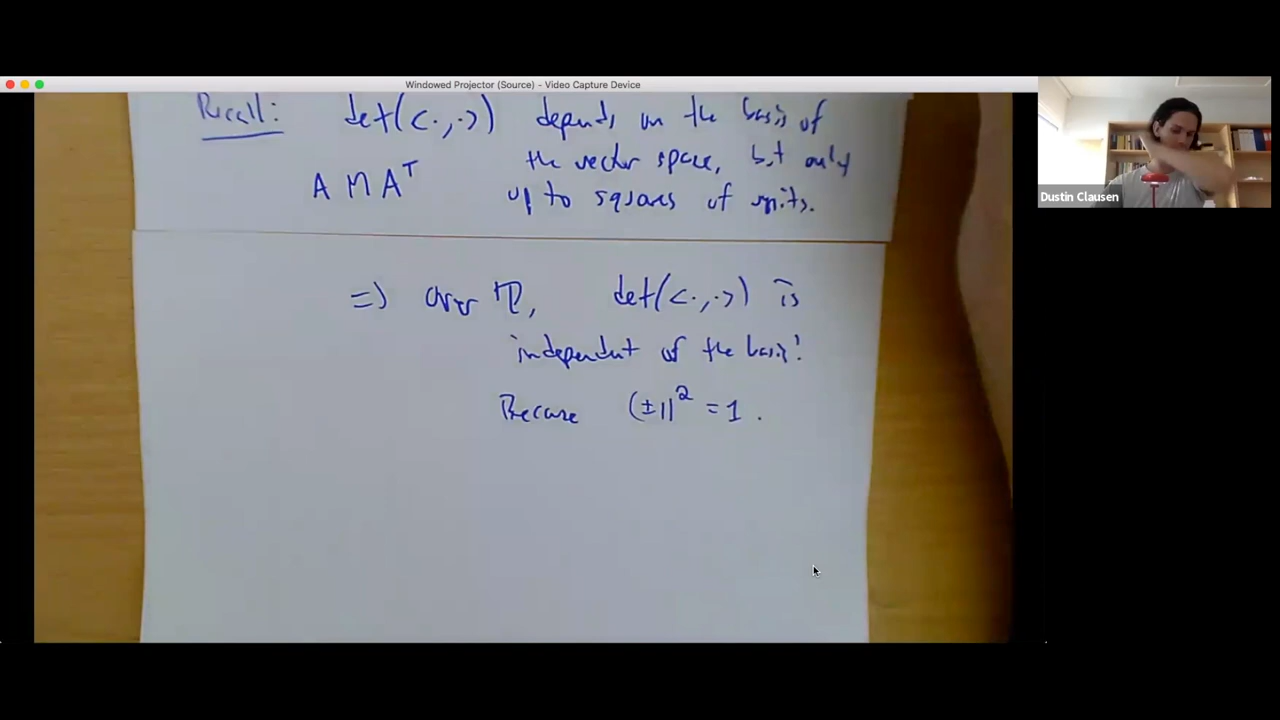 Windowed Projector (Source) - Video Capture Device
Recall: det(<·,·>) depends on the basis of
the vector space, but only
A M Aᵀ
up to squares of units.
=> over ℤ, det(<·,·>) is
independent of the basis!
Because (±1)² = 1.
Dustin Clausen